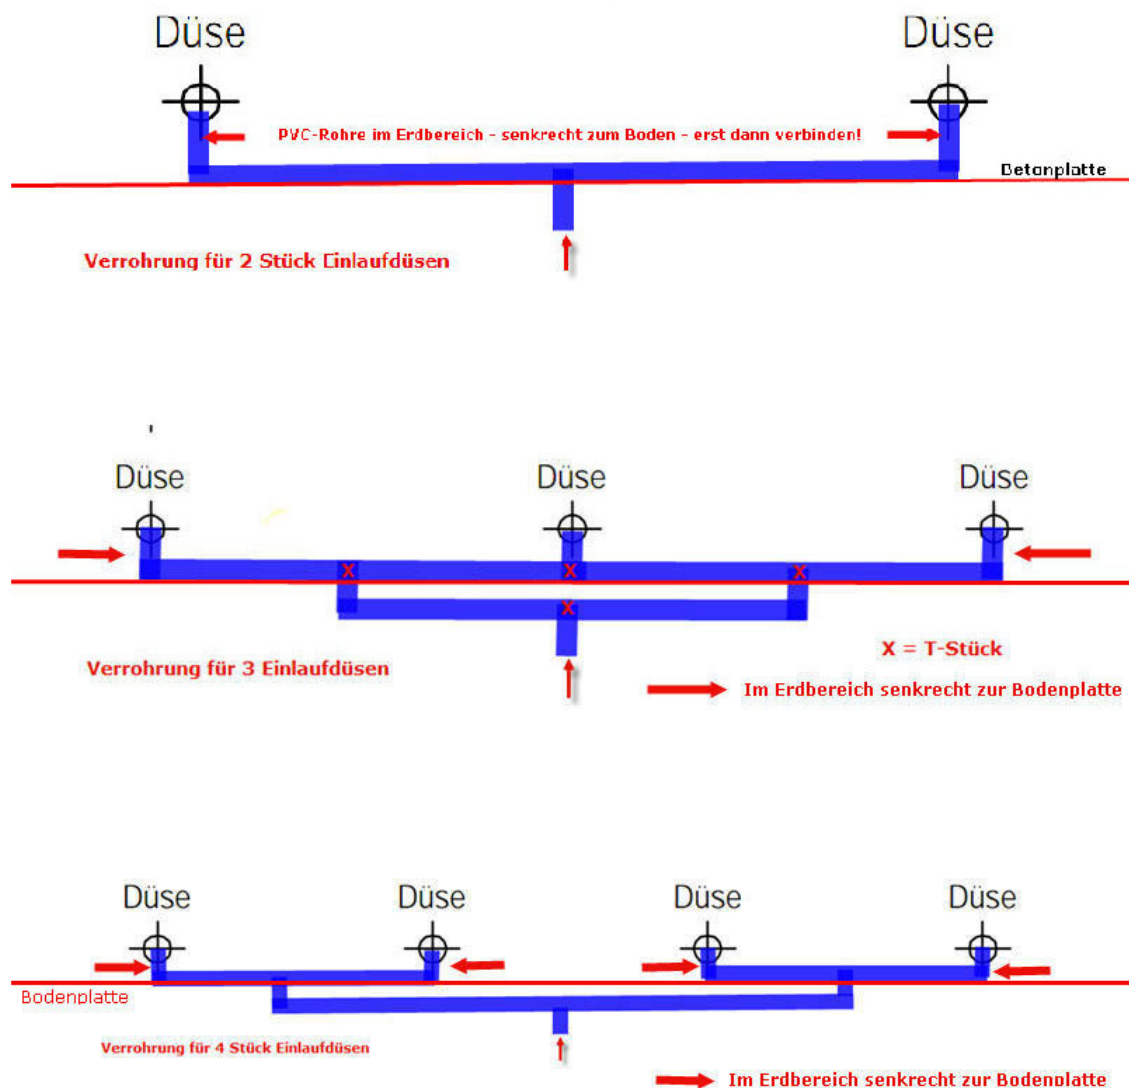 Düse
Düse
PVC-Rohre im Erdbereich - senkrecht zum Boden - erst dann verbinden!
Betonplatte
Verrohrung für 2 Stück Einlaufdüsen
Düse
Düse
Düse
X
X
X
X
X = T-Stück
Verrohrung für 3 Einlaufdüsen
Im Erdbereich senkrecht zur Bodenplatte
Düse
Düse
Düse
Düse
Bodenplatte
Verrohrung für 4 Stück Einlaufdüsen
Im Erdbereich senkrecht zur Bodenplatte